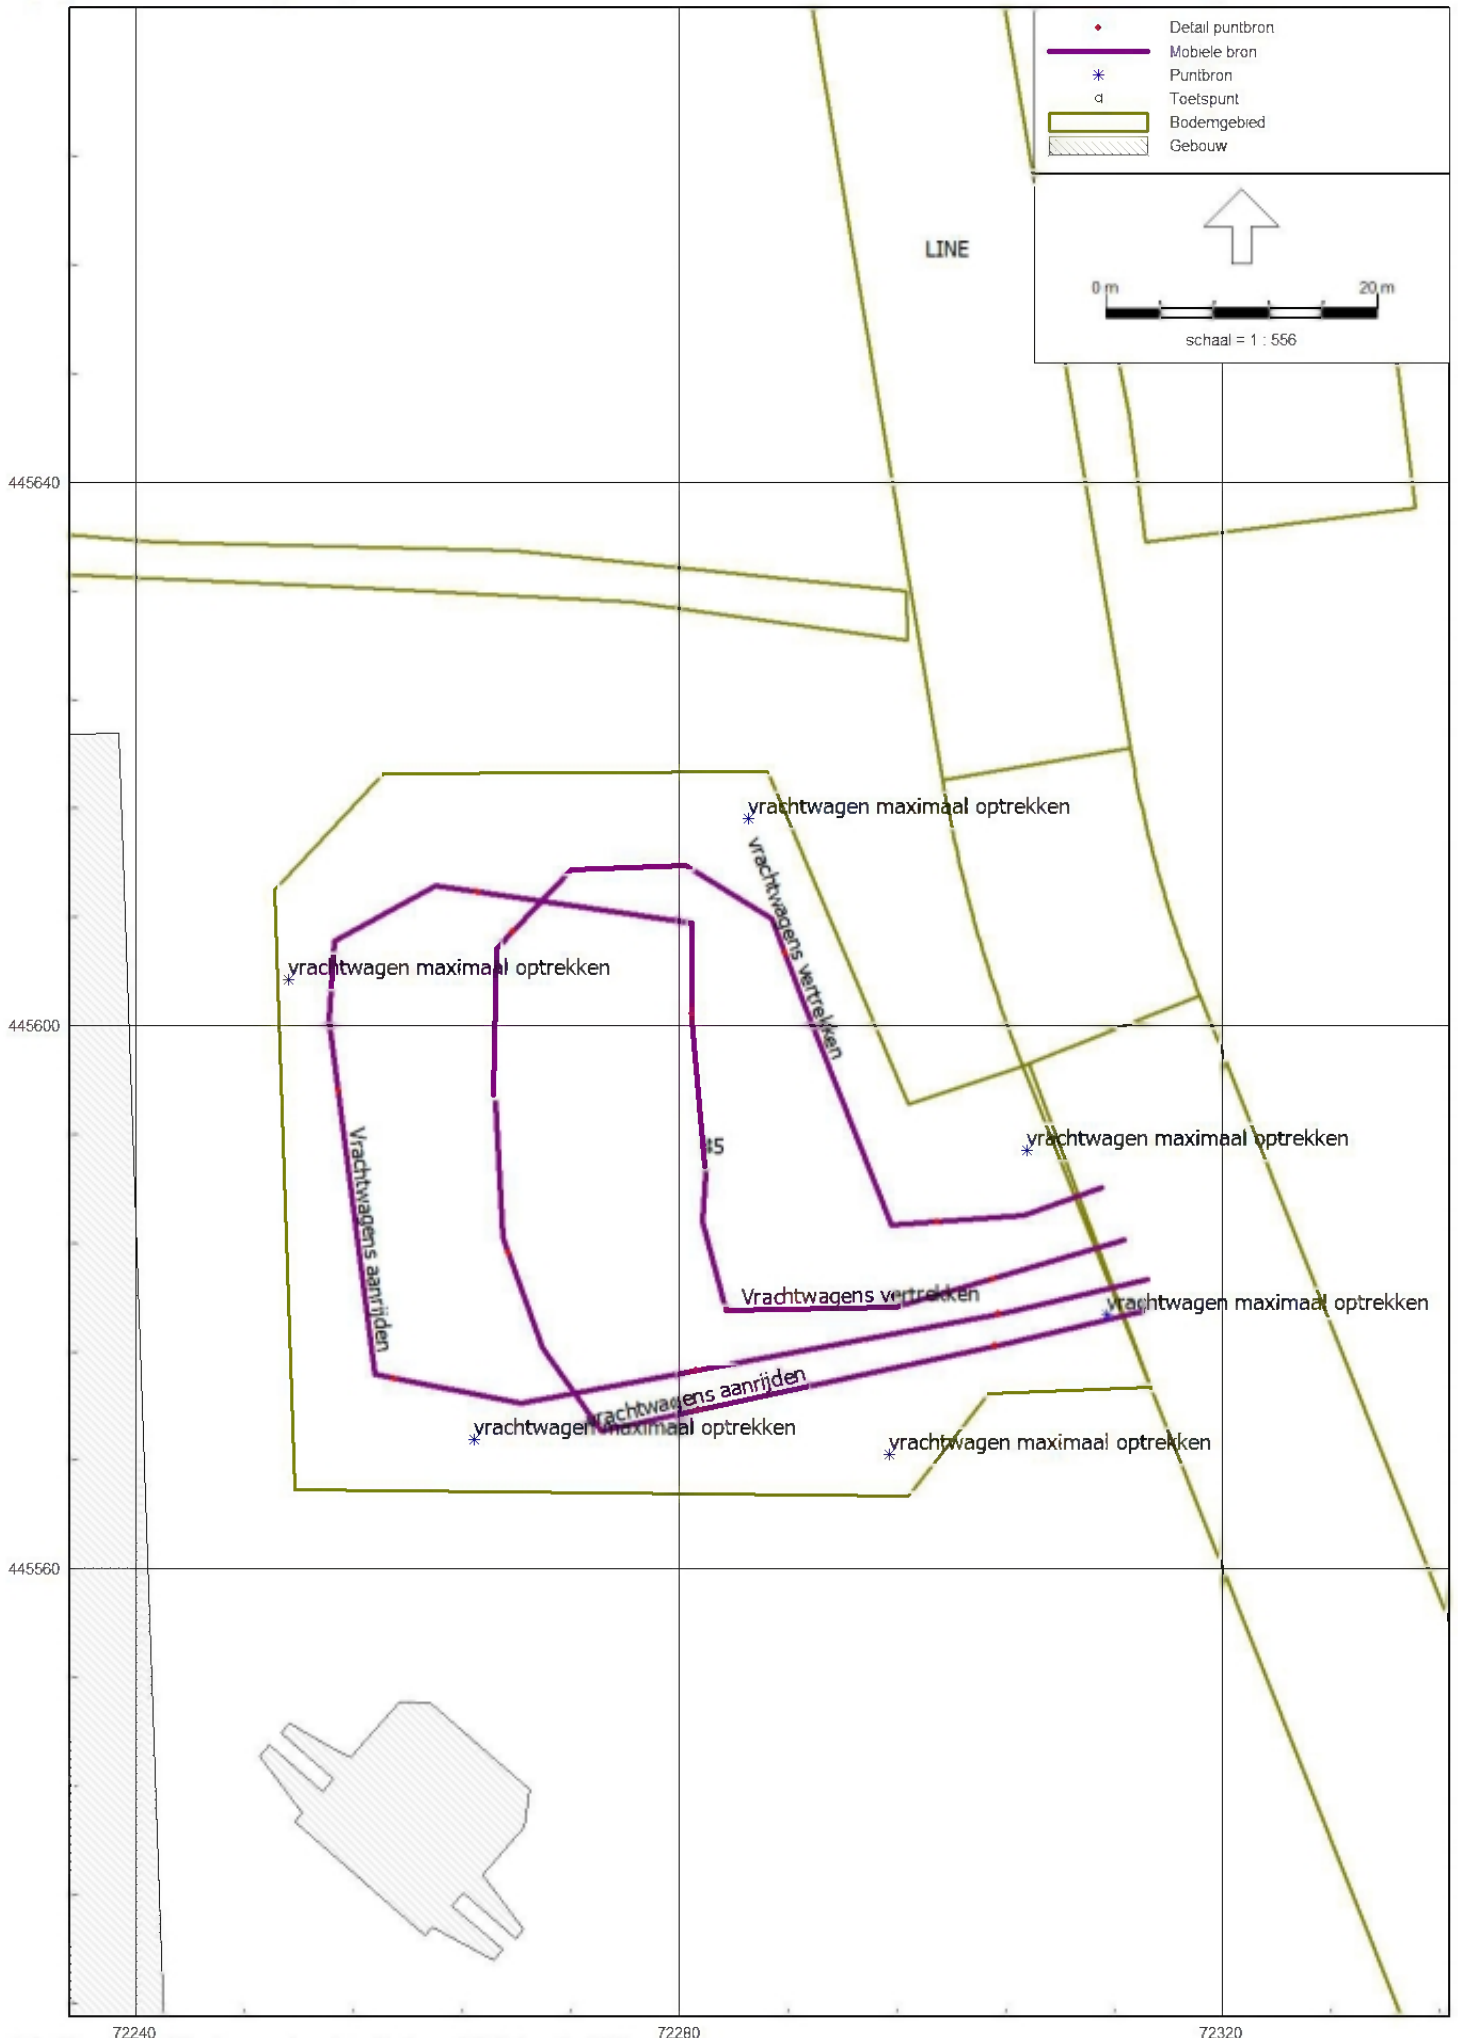 Detail puntbron
Mobiele bron
Puntbron
Toetspunt
Bodemgebied
Gebouw
LINE
0 m 20 m
schaal = 1 : 556
445640
vrachtwagen maximaal optrekken
vrachtwagens vertrekken
vrachtwagen maximaal optrekken
445600
vrachtwagen maximaal optrekken
Vrachtwagens aanrijden
Vrachtwagens vertrekken
vrachtwagen maximaal optrekken
vrachtwagens aanrijden
vrachtwagen maximaal optrekken
vrachtwagen maximaal optrekken
445560
72240 72280 72320